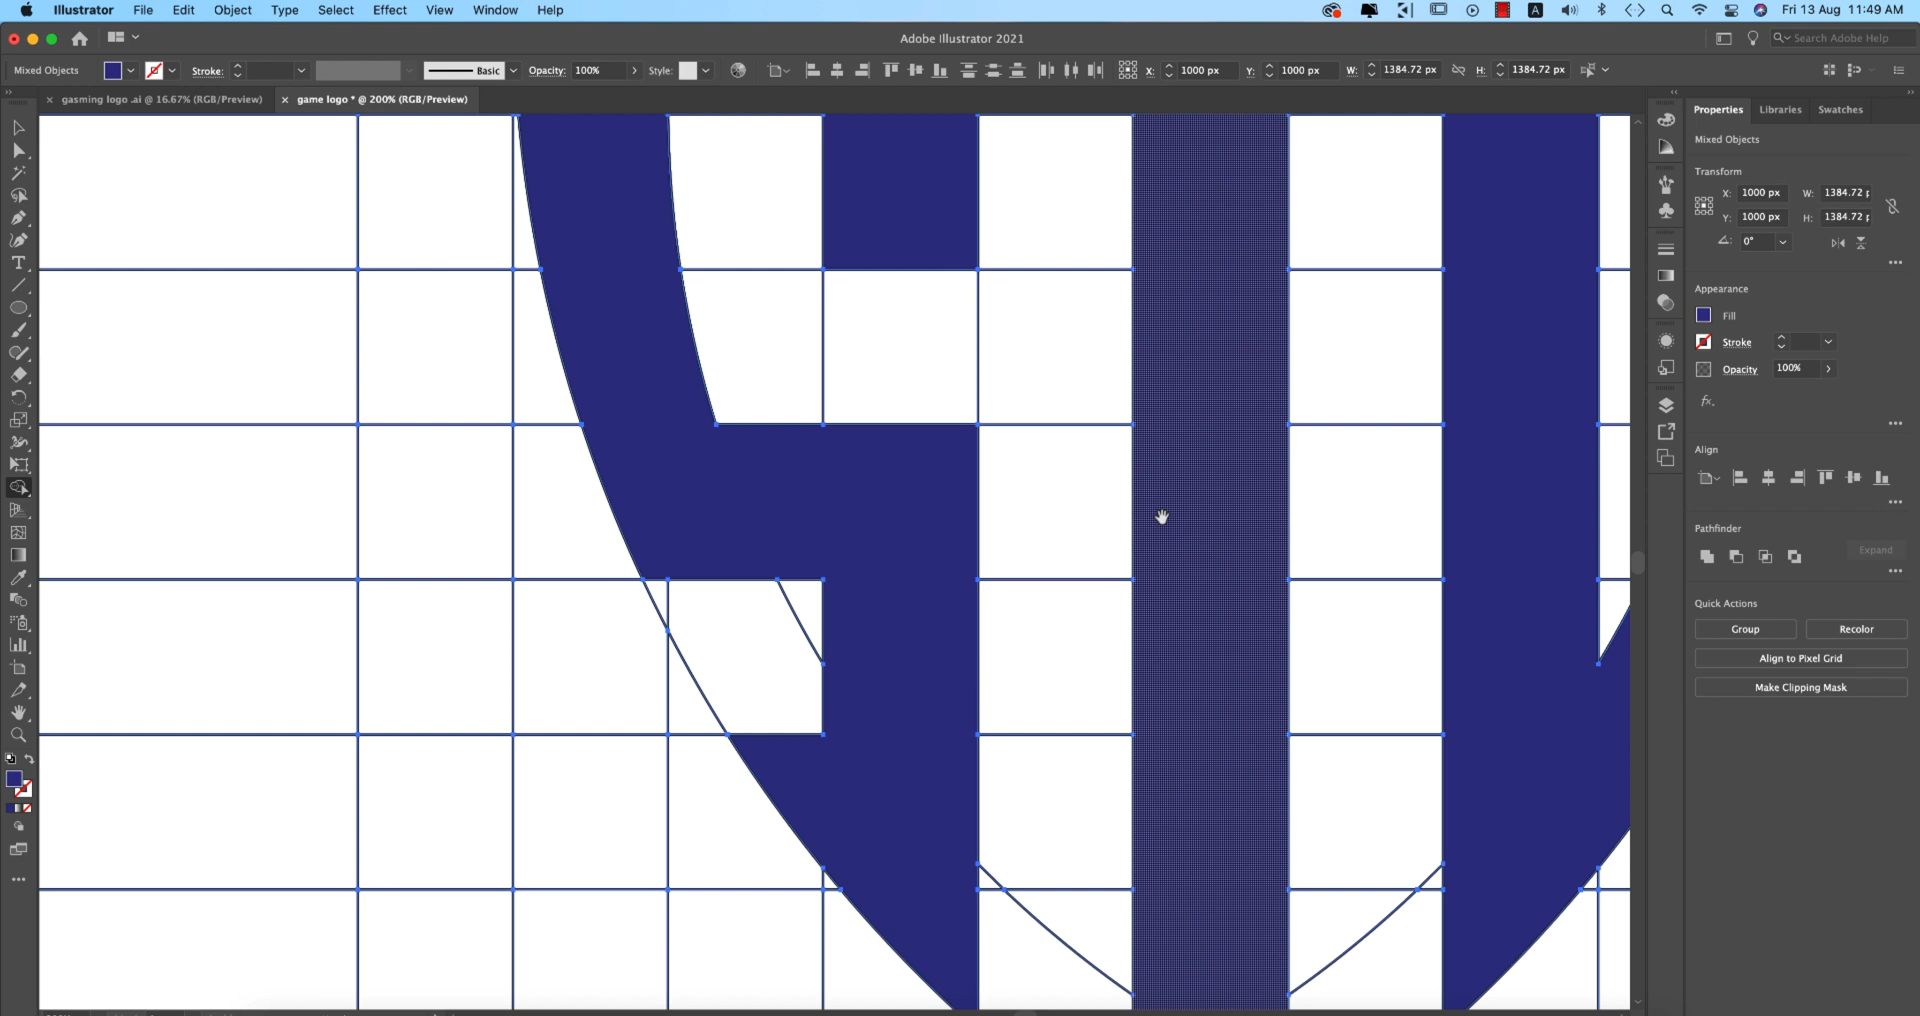 Illustrator File Edit Object Type Select Effect View Window Help A Fri 13 Aug 11:49 AM
Adobe Illustrator 2021 Search Adobe Help
Mixed Objects Stroke: Basic Opacity: 100% Style: X: 1000 px Y: 1000 px W: 1384.72 px H: 1384.72 px
gasming logo .ai @ 16.67% (RGB/Preview) game logo * @ 200% (RGB/Preview)
Properties Libraries Swatches
Mixed Objects
Transform
X: 1000 px W: 1384.72 p
Y: 1000 px H: 1384.72 p
0°
Appearance
Fill
Stroke
Opacity 100%
fx.
Align
Pathfinder
Expand
Quick Actions
Group Recolor
Align to Pixel Grid
Make Clipping Mask